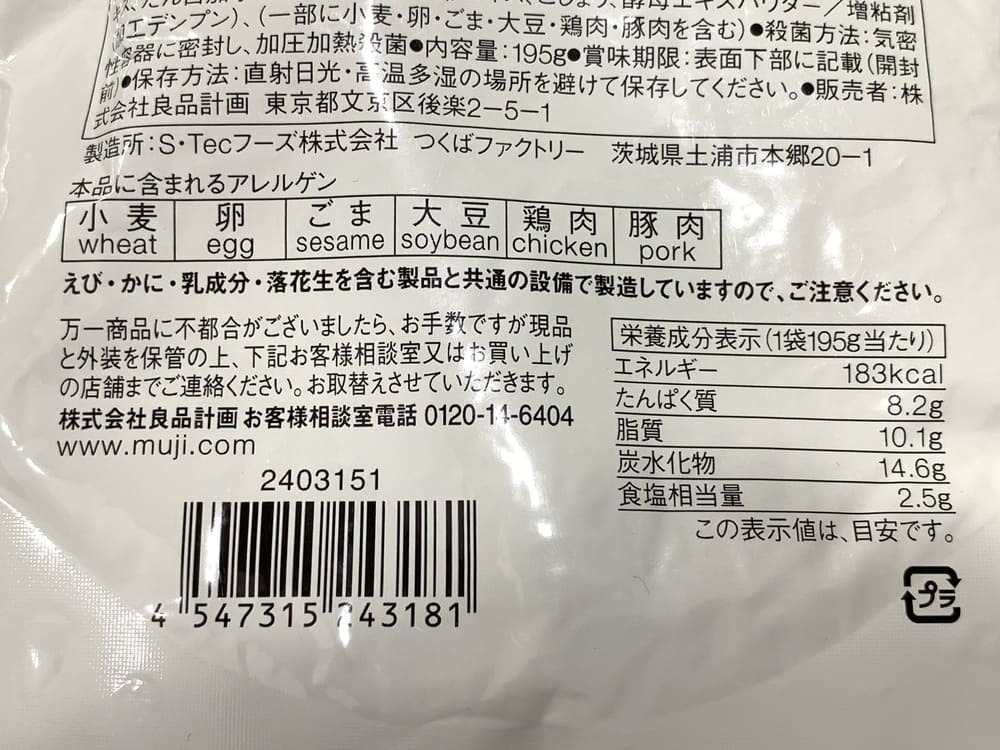 酵母エキスパウダー/増粘剤
加工デンプン)、(一部に小麦・卵・ごま・大豆・鶏肉・豚肉を含む)●殺菌方法:気密
性容器に密封し、加圧加熱殺菌●内容量:195g●賞味期限:表面下部に記載(開封
前)●保存方法:直射日光・高温多湿の場所を避けて保存してください。●販売者:株
式会社良品計画 東京都文京区後楽2-5-1
製造所:S・Tecフーズ株式会社 つくばファクトリー 茨城県土浦市本郷20-1
本品に含まれるアレルゲン
小麦 卵 ごま 大豆 鶏肉 豚肉
wheat egg sesame soybean chicken pork
えび・かに・乳成分・落花生を含む製品と共通の設備で製造していますので、ご注意ください。
万一商品に不都合がございましたら、お手数ですが現品
と外装を保管の上、下記お客様相談室又はお買い上げ
の店舗までご連絡ください。お取替えさせていただきます。
株式会社良品計画 お客様相談室電話 0120-14-6404
www.muji.com
2403151
4 547315 243181
栄養成分表示(1袋195g当たり)
エネルギー 183kcal
たんぱく質 8.2g
脂質 10.1g
炭水化物 14.6g
食塩相当量 2.5g
この表示値は、目安です。
プラ